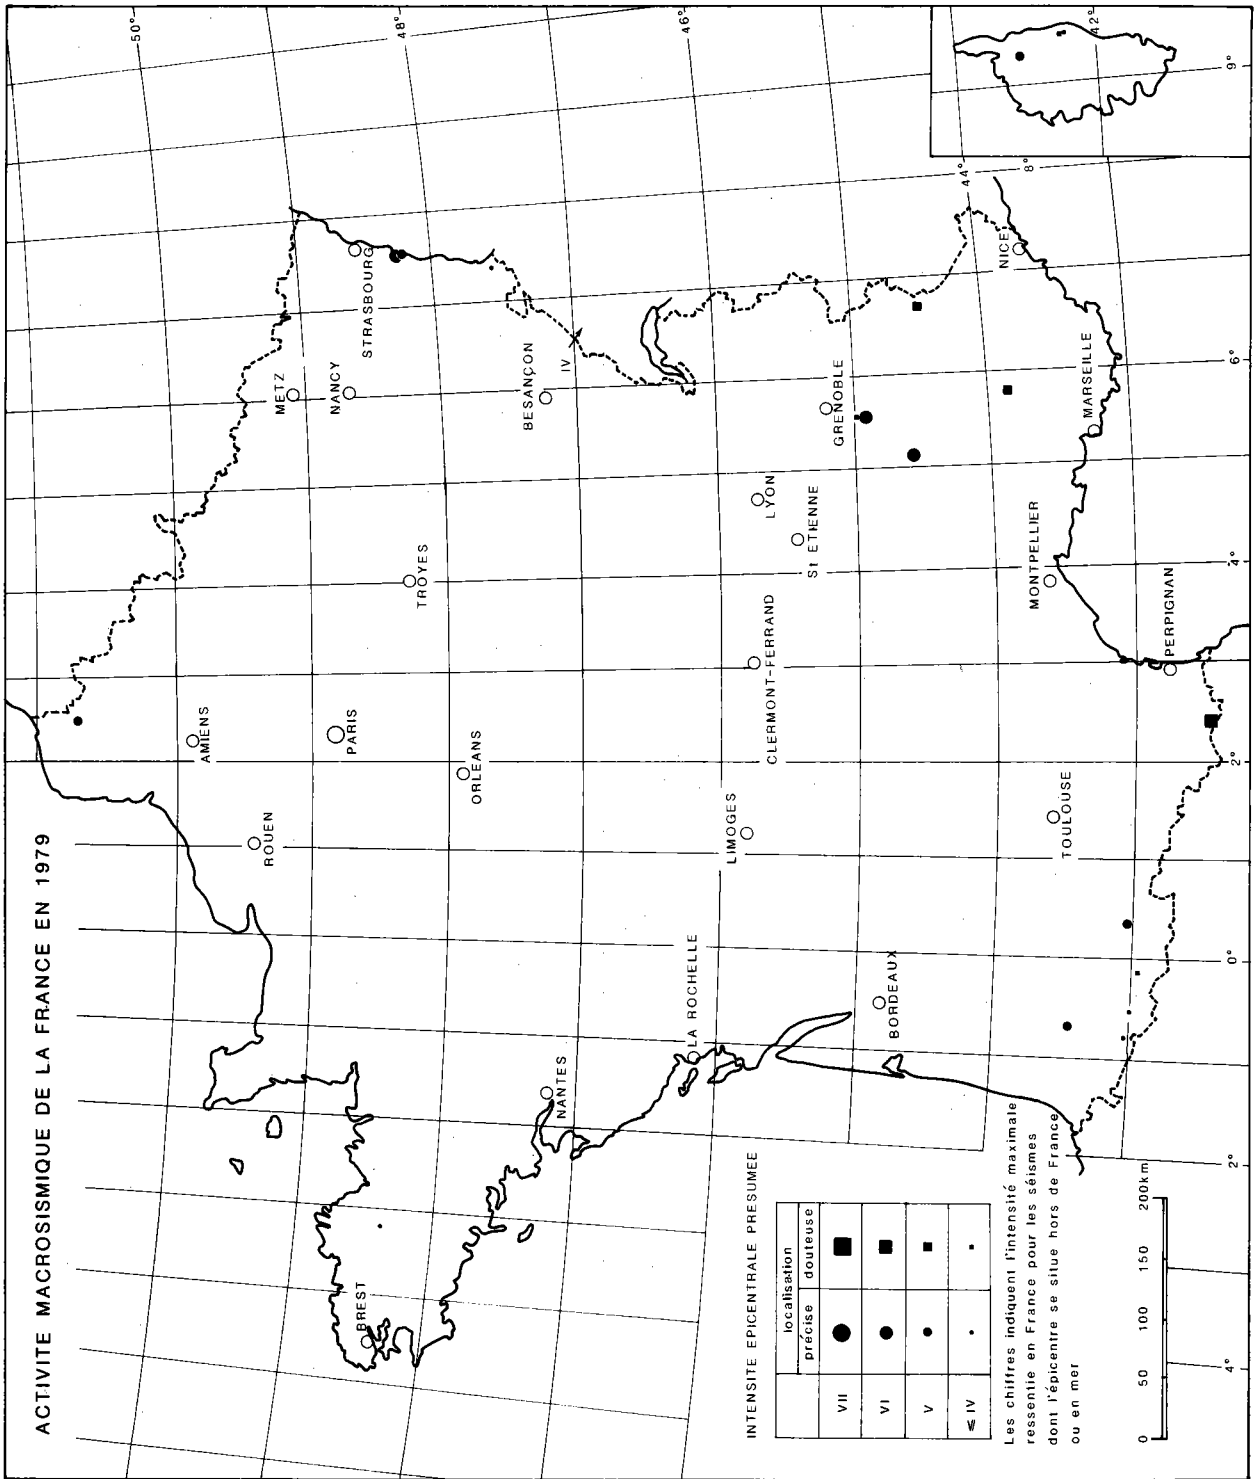 ACTIVITE MACROSISMIQUE DE LA FRANCE EN 1979
50°
48°
46°
44°
42°
8°
9°
6°
4°
2°
0°
2°
4°
BREST
NANTES
LA ROCHELLE
BORDEAUX
ROUEN
AMIENS
PARIS
ORLEANS
LIMOGES
TOULOUSE
TROYES
CLERMONT-FERRAND
METZ
NANCY
STRASBOURG
BESANÇON
IV
LYON
St ETIENNE
GRENOBLE
MONTPELLIER
PERPIGNAN
MARSEILLE
NICE
INTENSITE EPICENTRALE PRESUMEE
localisation
précise douteuse
VII
VI
V
≤ IV
Les chiffres indiquent l'intensité maximale
ressentie en France pour les séismes
dont l'épicentre se situe hors de France
ou en mer
0 50 100 150 200km